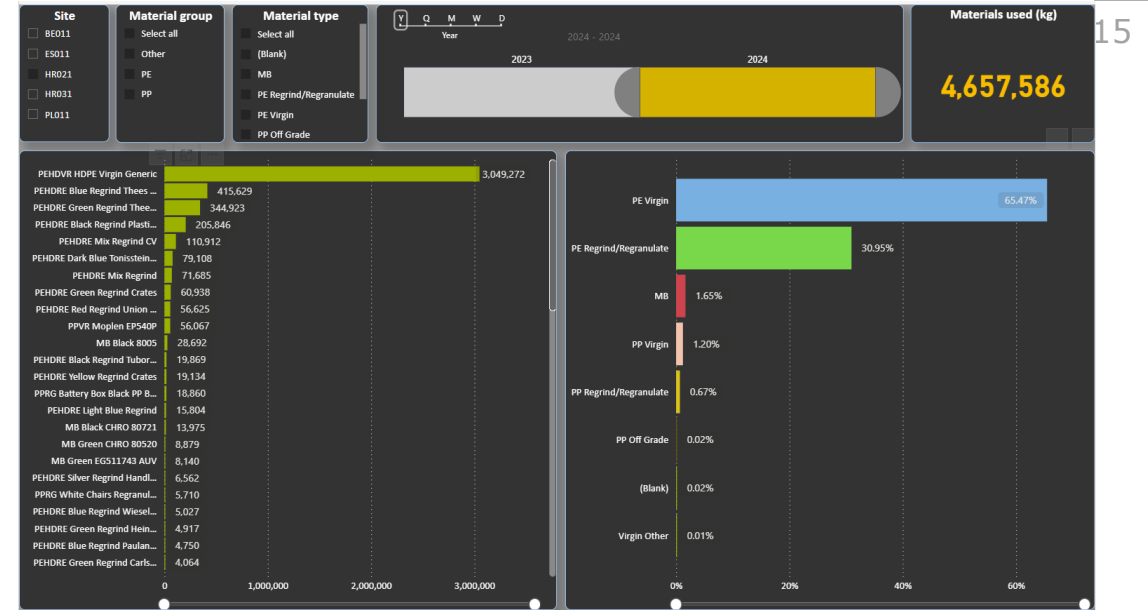 Site
BE011
ES011
HR021
HR031
PL011
Material group
Select all
Other
PE
PP
Material type
Select all
(Blank)
MB
PE Regrind/Regranulate
PE Virgin
PP Off Grade
Y Q M W D
Year
2024 - 2024
2023 2024
Materials used (kg)
4,657,586
15
PEHDVR HDPE Virgin Generic 3,049,272
PEHDRE Blue Regrind Thees ... 415,629
PEHDRE Green Regrind Thee... 344,923
PEHDRE Black Regrind Plasti... 205,846
PEHDRE Mix Regrind CV 110,912
PEHDRE Dark Blue Tonisstein... 79,108
PEHDRE Mix Regrind 71,685
PEHDRE Green Regrind Crates 60,938
PEHDRE Red Regrind Union ... 56,625
PPVR Moplen EP540P 56,067
MB Black 8005 28,692
PEHDRE Black Regrind Tubor... 19,869
PEHDRE Yellow Regrind Crates 19,134
PPRG Battery Box Black PP B... 18,860
PEHDRE Light Blue Regrind 15,804
MB Black CHRO 80721 13,975
MB Green CHRO 80520 8,879
MB Green EG511743 AUV 8,140
PEHDRE Silver Regrind Handl... 6,562
PPRG White Chairs Regranul... 5,710
PEHDRE Blue Regrind Wiesel... 5,027
PEHDRE Green Regrind Hein... 4,917
PEHDRE Blue Regrind Paulan... 4,750
PEHDRE Green Regrind Carls... 4,064
0 1,000,000 2,000,000 3,000,000
PE Virgin 65.47%
PE Regrind/Regranulate 30.95%
MB 1.65%
PP Virgin 1.20%
PP Regrind/Regranulate 0.67%
PP Off Grade 0.02%
(Blank) 0.02%
Virgin Other 0.01%
0% 20% 40% 60%